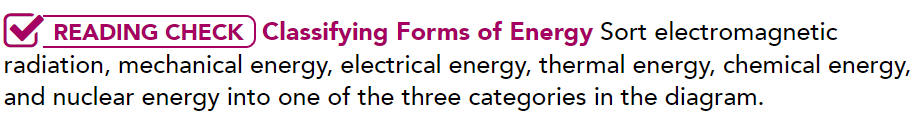 READING CHECK Classifying Forms of Energy Sort electromagnetic
radiation, mechanical energy, electrical energy, thermal energy, chemical energy,
and nuclear energy into one of the three categories in the diagram.